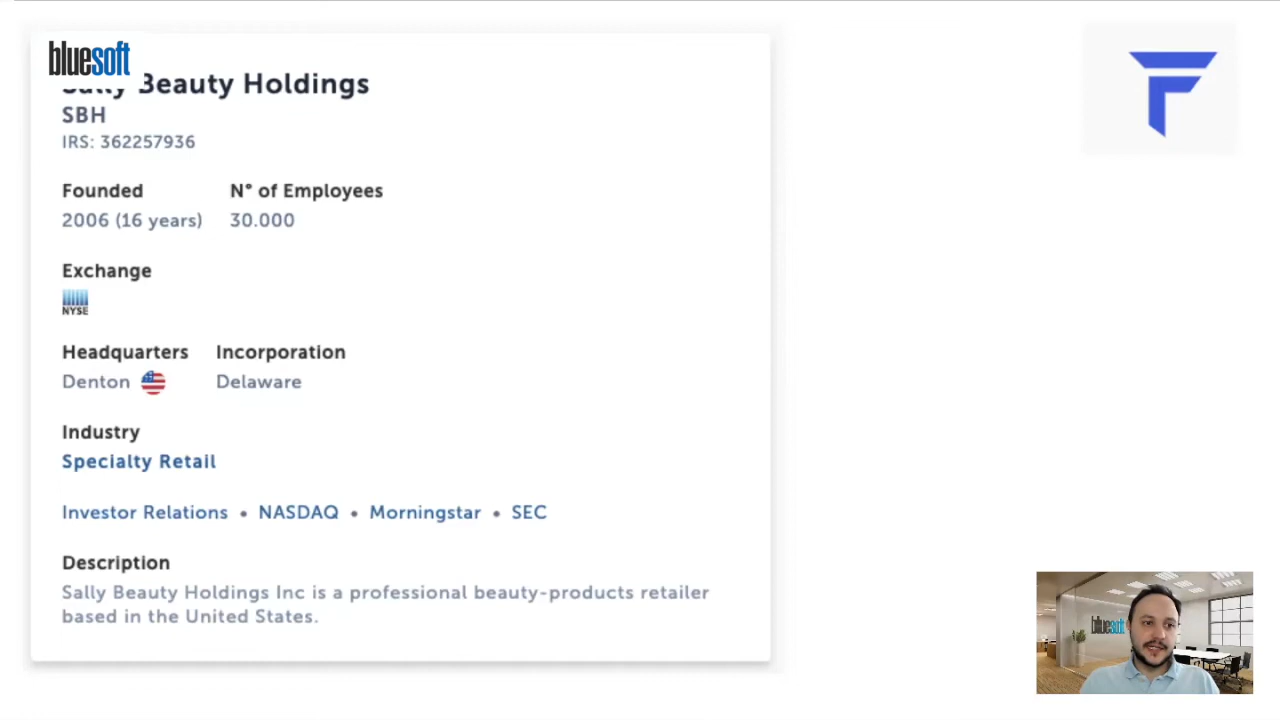 bluesoft
Sally Beauty Holdings
SBH
IRS: 362257936
Founded N° of Employees
2006 (16 years) 30.000
Exchange
NYSE
Headquarters Incorporation
Denton Delaware
Industry
Specialty Retail
Investor Relations • NASDAQ • Morningstar • SEC
Description
Sally Beauty Holdings Inc is a professional beauty-products retailer
based in the United States.
bluesoft